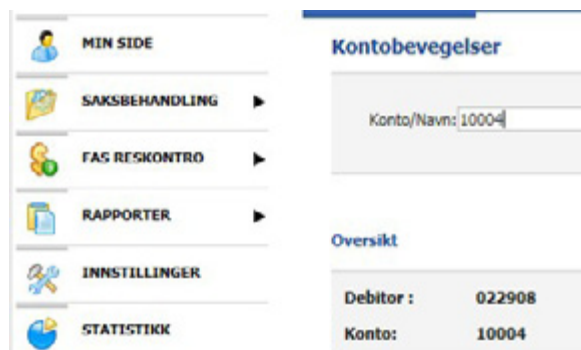 MIN SIDE
SAKSBEHANDLING
FAS RESKONTRO
RAPPORTER
INNSTILLINGER
STATISTIKK
Kontobevegelser
Konto/Navn: 10004
Oversikt
Debitor : 022908
Konto: 10004